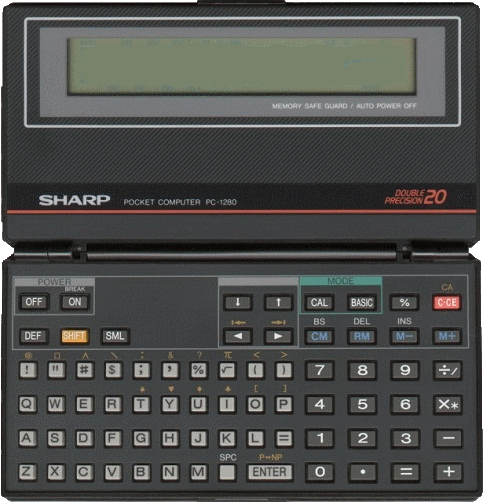 MEMORY SAFE GUARD / AUTO POWER OFF
SHARP POCKET COMPUTER PC-1280 DOUBLE PRECISION 20
POWER MODE
BREAK CA
OFF ON ↓ ↑ CAL BASIC % C·CE
BS DEL INS
DEF SHIFT SML ◄ ► CM RM M− M+
; & ? π < >
! " # $ : , % √ ( ) 7 8 9 ÷/
♠ ♥ ♦ ♣ [ ]
Q W E R T Y U I O P 4 5 6 ×*
A S D F G H J K L = 1 2 3 −
SPC P↔NP
Z X C V B N M ENTER 0 • = +